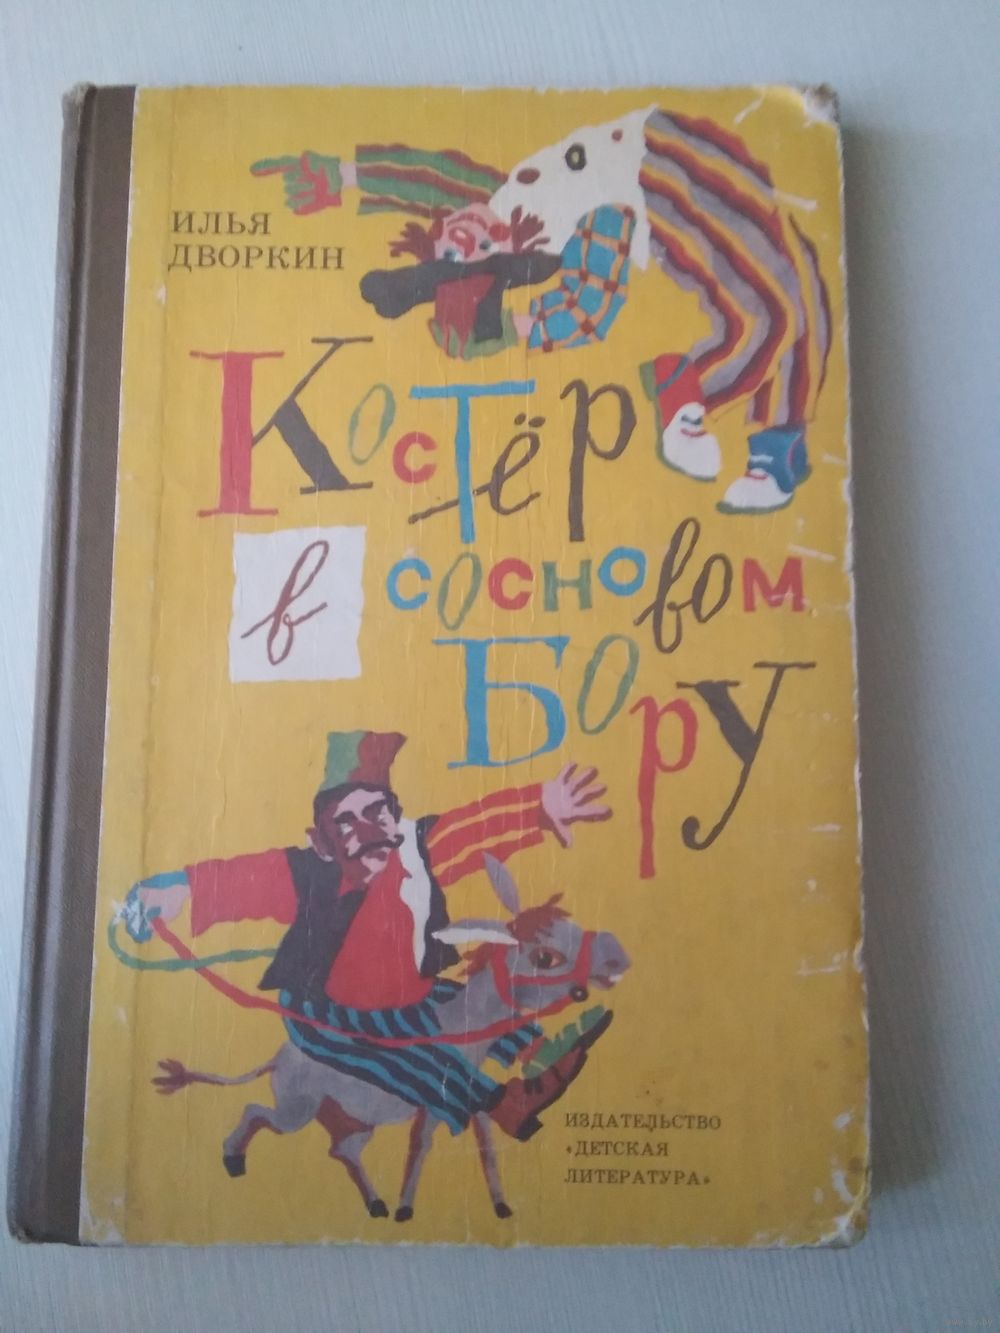 ИЛЬЯ
ДВОРКИН
Костёр
в сосновом
Бору
ИЗДАТЕЛЬСТВО
«ДЕТСКАЯ
ЛИТЕРАТУРА»